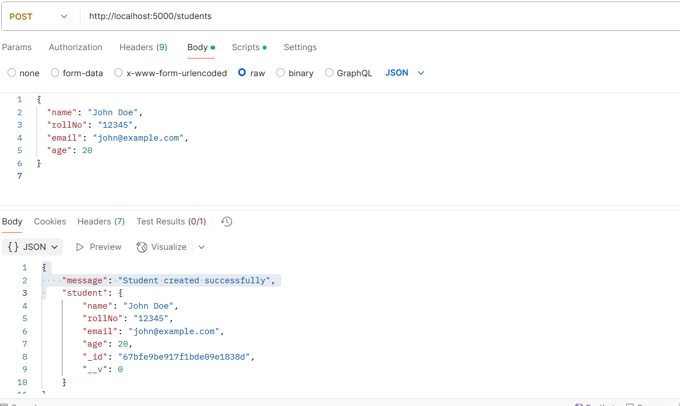 POST http://localhost:5000/students
Params Authorization Headers (9) Body Scripts Settings
none form-data x-www-form-urlencoded raw binary GraphQL JSON
1 {
2 "name": "John Doe",
3 "rollNo": "12345",
4 "email": "john@example.com",
5 "age": 20
6 }
7
Body Cookies Headers (7) Test Results (0/1)
{} JSON Preview Visualize
1 {
2 "message": "Student created successfully",
3 "student": {
4 "name": "John Doe",
5 "rollNo": "12345",
6 "email": "john@example.com",
7 "age": 20,
8 "_id": "67bfe9be917f1bde09e1838d",
9 "__v": 0
10 }